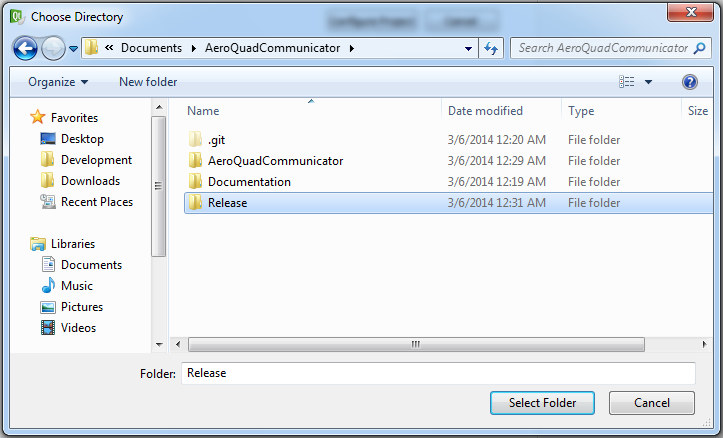 Choose Directory
« Documents AeroQuadCommunicator Search AeroQuadCommunicator
Organize New folder
Name Date modified Type Size
Favorites
Desktop
Development
Downloads
Recent Places
Libraries
Documents
Music
Pictures
Videos
.git 3/6/2014 12:20 AM File folder
AeroQuadCommunicator 3/6/2014 12:29 AM File folder
Documentation 3/6/2014 12:19 AM File folder
Release 3/6/2014 12:31 AM File folder
Folder: Release
Select Folder Cancel